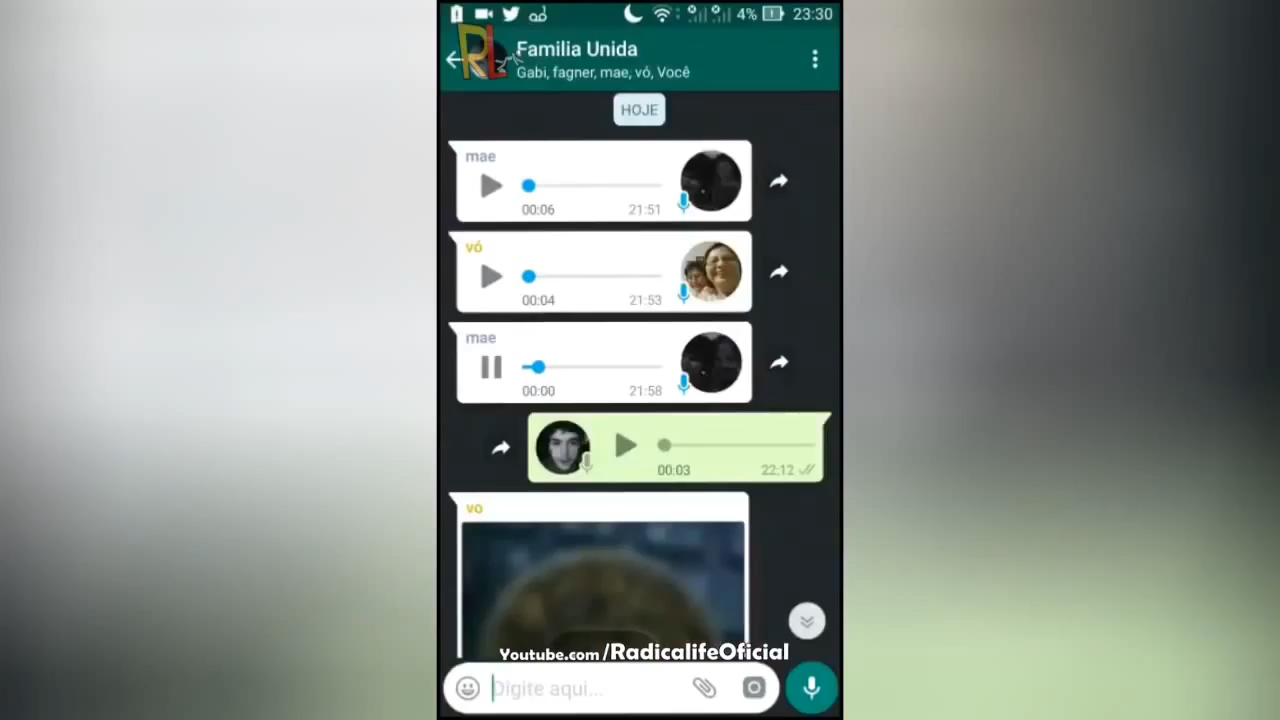 4% 23:30
RL
Familia Unida
Gabi, fagner, mae, vó, Você
HOJE
mae
00:06 21:51
vó
00:04 21:53
mae
00:00 21:58
00:03 22:12
vo
Youtube.com/RadicalifeOficial
Digite aqui...